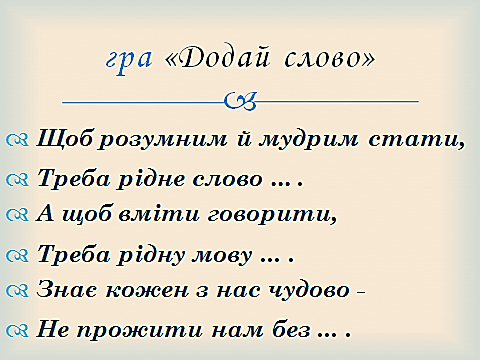 гра «Додай слово»
Щоб розумним й мудрим стати,
Треба рідне слово ... .
А щоб вміти говорити,
Треба рідну мову ... .
Знає кожен з нас чудово –
Не прожити нам без ... .